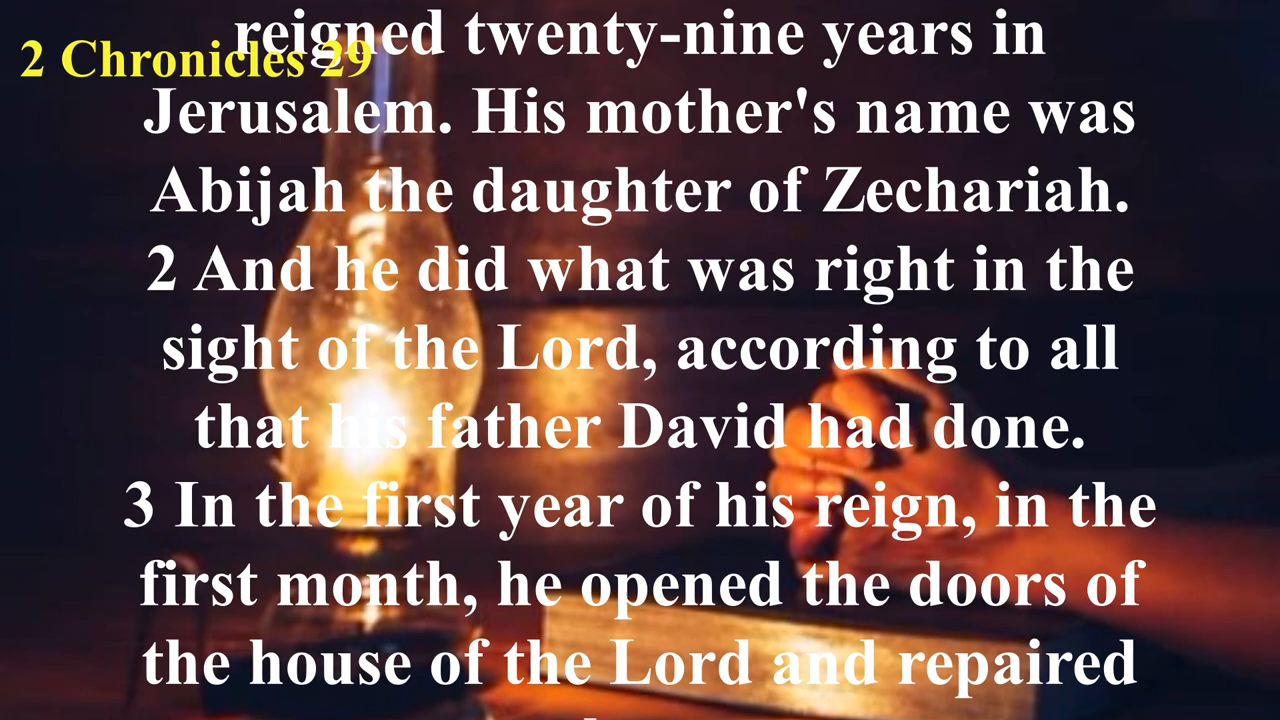 2 Chronicles 29
reigned twenty-nine years in
Jerusalem. His mother's name was
Abijah the daughter of Zechariah.
2 And he did what was right in the
sight of the Lord, according to all
that his father David had done.
3 In the first year of his reign, in the
first month, he opened the doors of
the house of the Lord and repaired